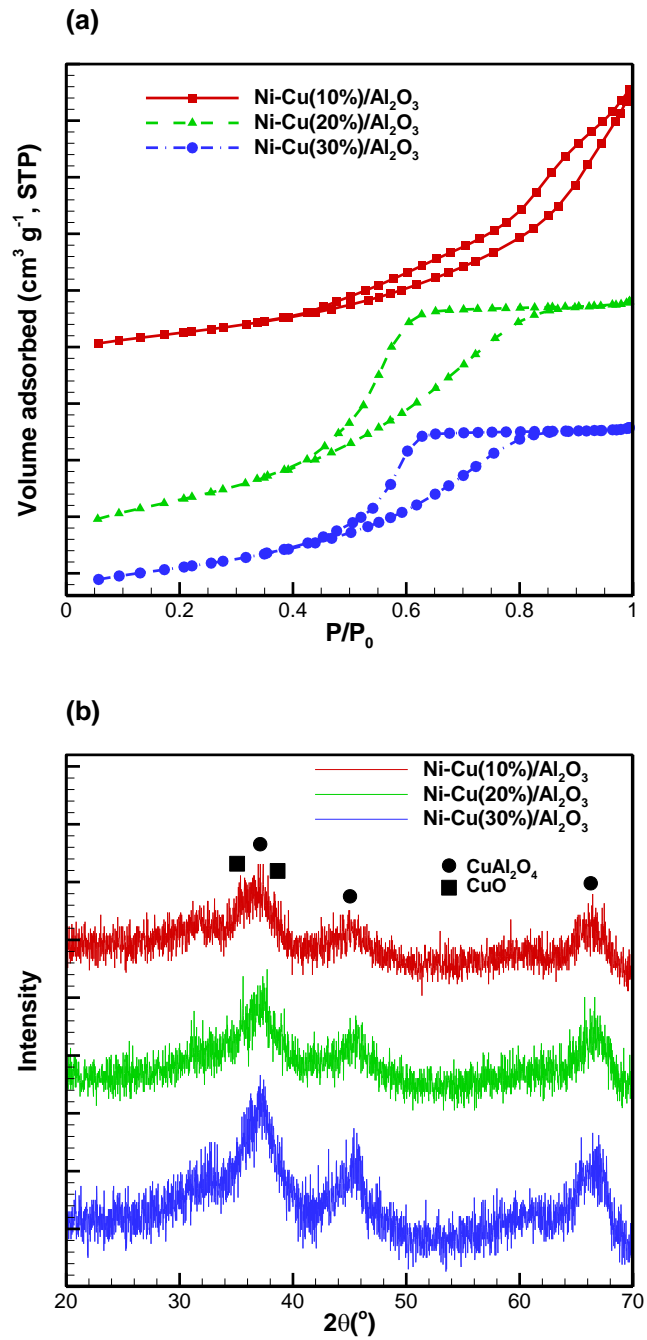 (a)
Ni-Cu(10%)/Al₂O₃
Ni-Cu(20%)/Al₂O₃
Ni-Cu(30%)/Al₂O₃
Volume adsorbed (cm³ g⁻¹, STP)
0 0.2 0.4 0.6 0.8 1
P/P₀
(b)
Ni-Cu(10%)/Al₂O₃
Ni-Cu(20%)/Al₂O₃
Ni-Cu(30%)/Al₂O₃
CuAl₂O₄
CuO
Intensity
20 30 40 50 60 70
2θ(°)